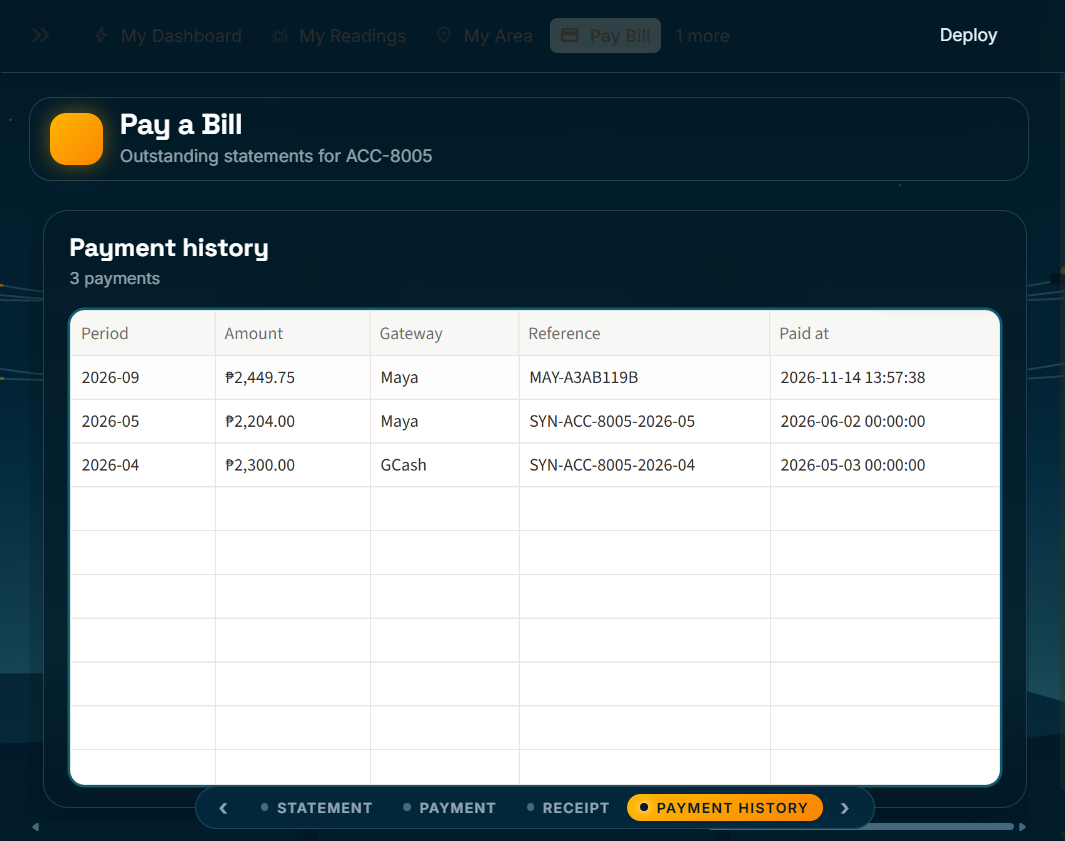 My Dashboard My Readings My Area Pay Bill 1 more Deploy
Pay a Bill
Outstanding statements for ACC-8005
Payment history
3 payments
Period Amount Gateway Reference Paid at
2026-09 ₱2,449.75 Maya MAY-A3AB119B 2026-11-14 13:57:38
2026-05 ₱2,204.00 Maya SYN-ACC-8005-2026-05 2026-06-02 00:00:00
2026-04 ₱2,300.00 GCash SYN-ACC-8005-2026-04 2026-05-03 00:00:00
STATEMENT PAYMENT RECEIPT PAYMENT HISTORY